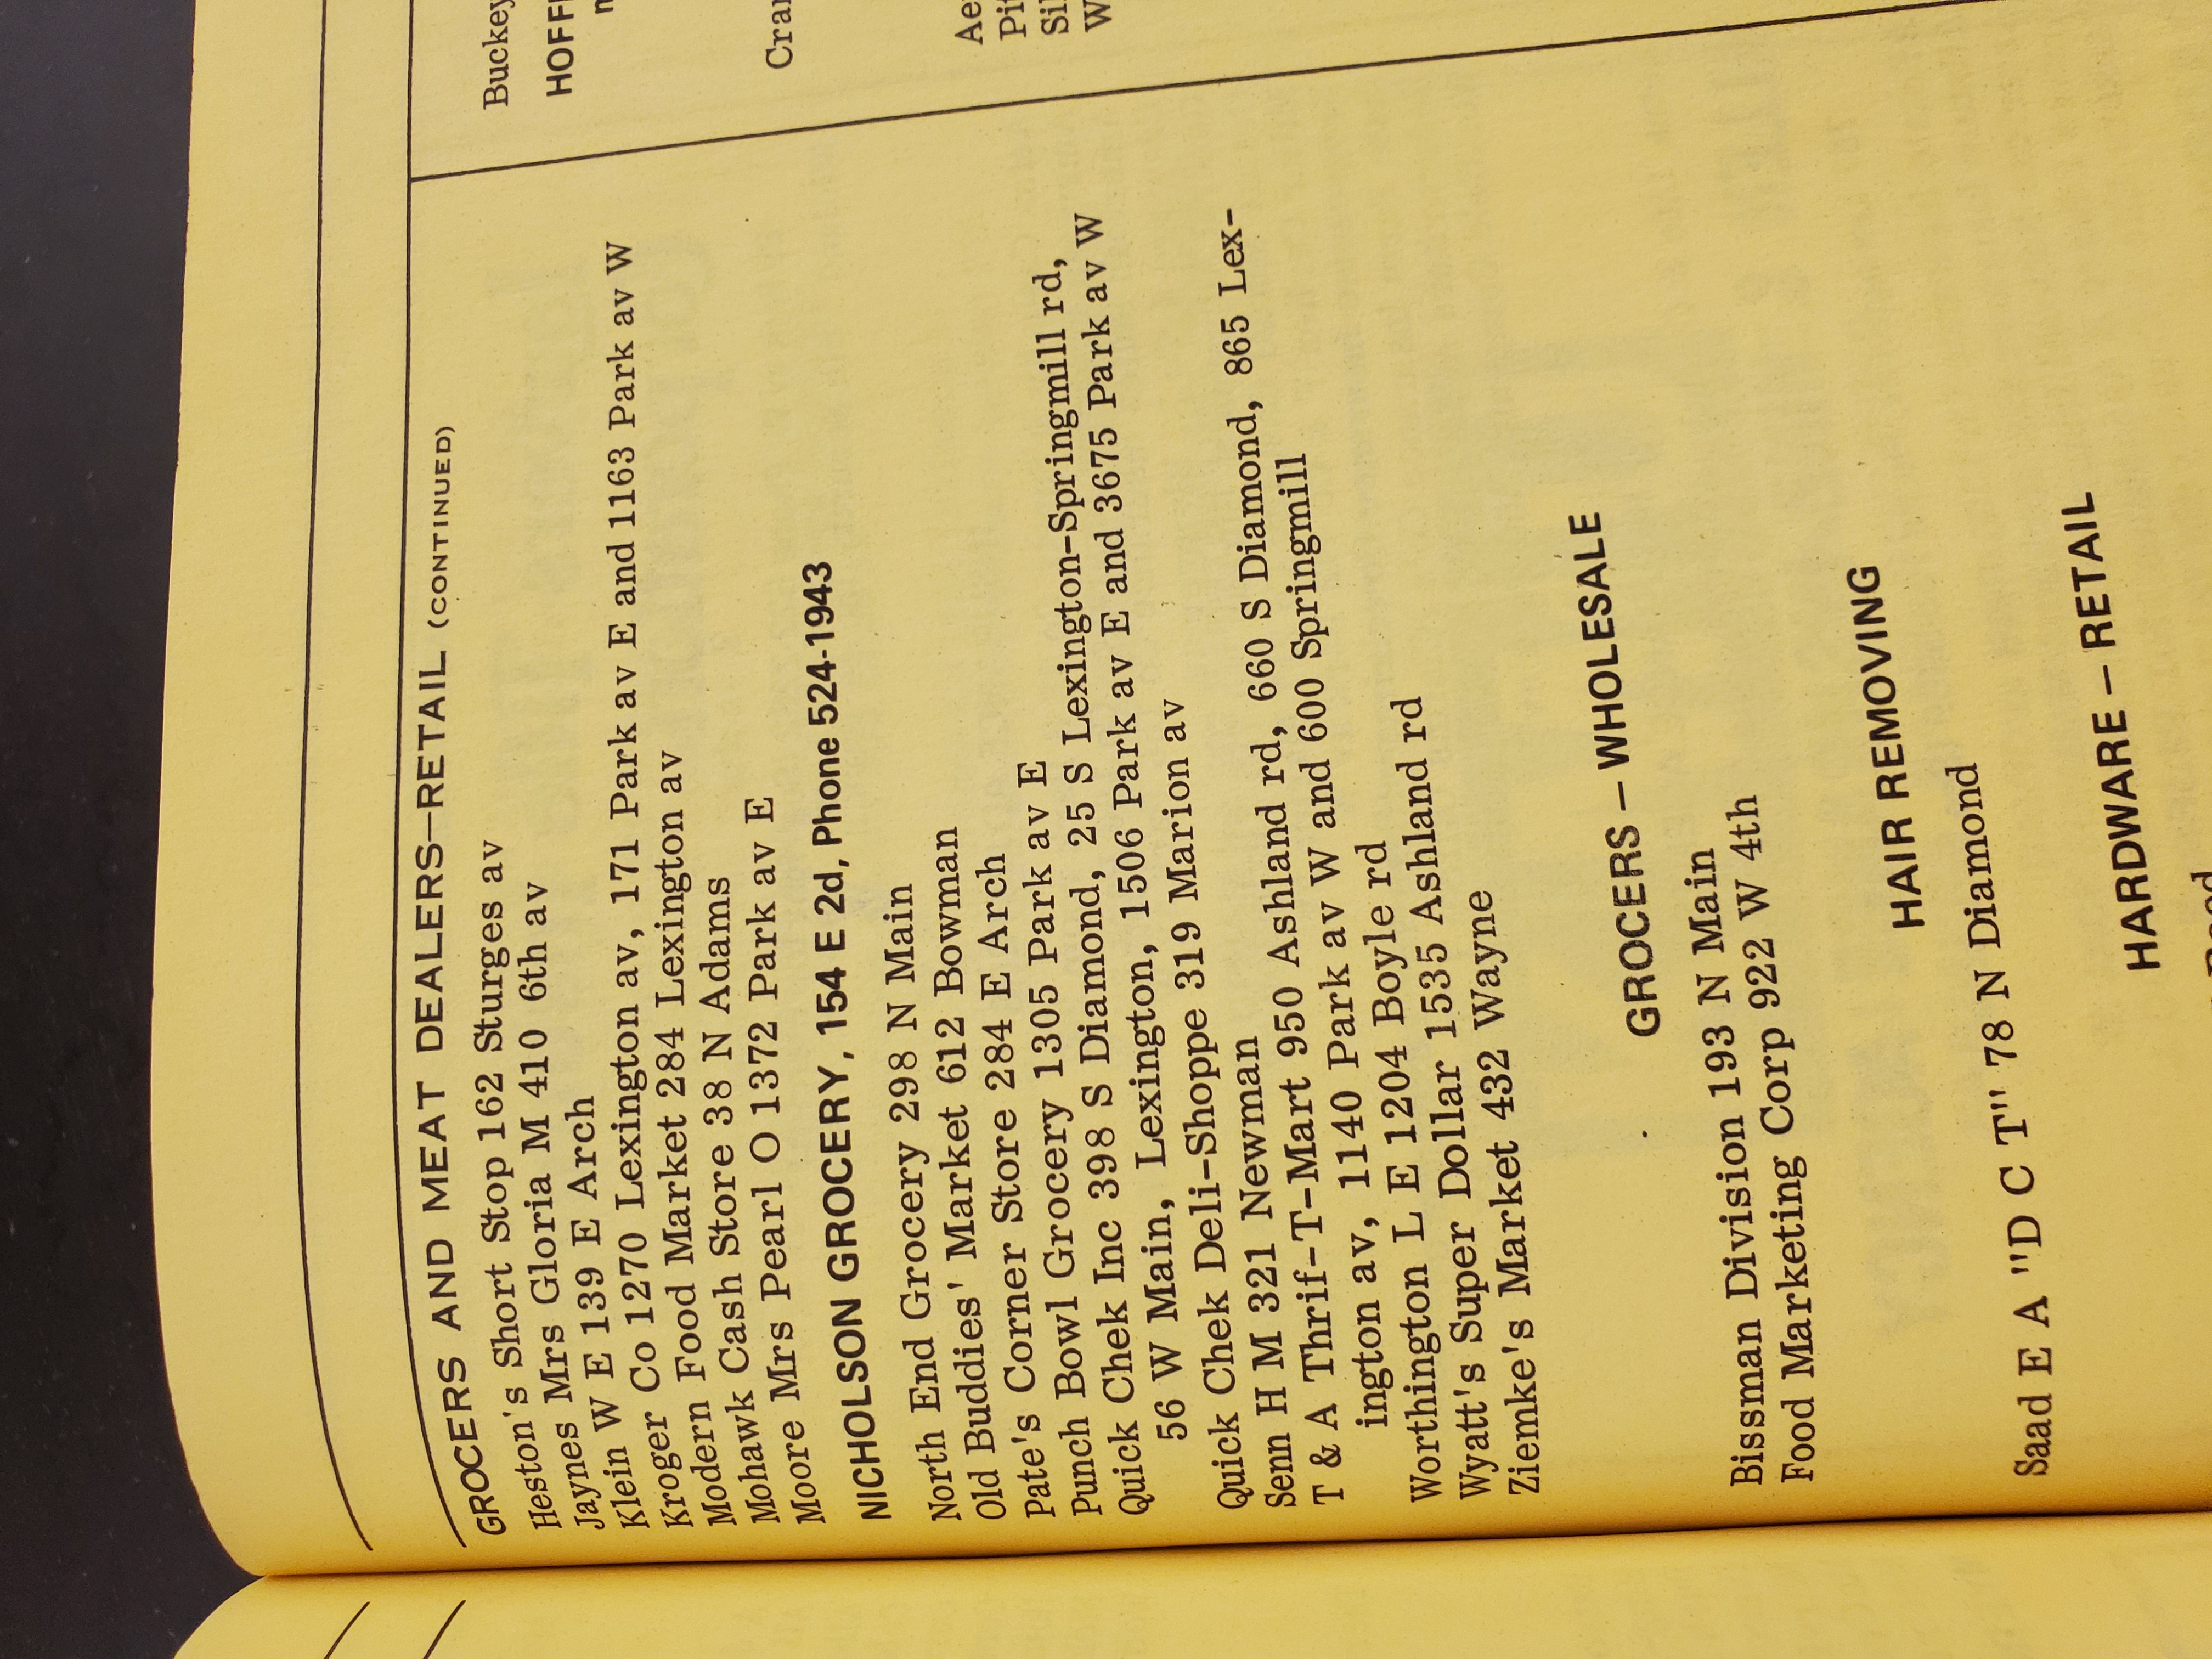 GROCERS AND MEAT DEALERS—RETAIL (CONTINUED)
Heston's Short Stop 162 Sturges av
Jaynes Mrs Gloria M 410 6th av
Klein W E 139 E Arch
Kroger Co 1270 Lexington av, 171 Park av E and 1163 Park av W
Modern Food Market 284 Lexington av
Mohawk Cash Store 38 N Adams
Moore Mrs Pearl O 1372 Park av E
NICHOLSON GROCERY, 154 E 2d, Phone 524-1943
North End Grocery 298 N Main
Old Buddies' Market 612 Bowman
Pate's Corner Store 284 E Arch
Punch Bowl Grocery 1305 Park av E
Quick Chek Inc 398 S Diamond, 25 S Lexington-Springmill rd,
56 W Main, Lexington, 1506 Park av E and 3675 Park av W
Quick Chek Deli-Shoppe 319 Marion av
Senn H M 321 Newman
T & A Thrif-T-Mart 950 Ashland rd, 660 S Diamond, 865 Lex-
ington av, 1140 Park av W and 600 Springmill
Worthington L E 1204 Boyle rd
Wyatt's Super Dollar 1535 Ashland rd
Ziemke's Market 432 Wayne
GROCERS — WHOLESALE
Bissman Division 193 N Main
Food Marketing Corp 922 W 4th
HAIR REMOVING
Saad E A "D C T" 78 N Diamond
HARDWARE — RETAIL